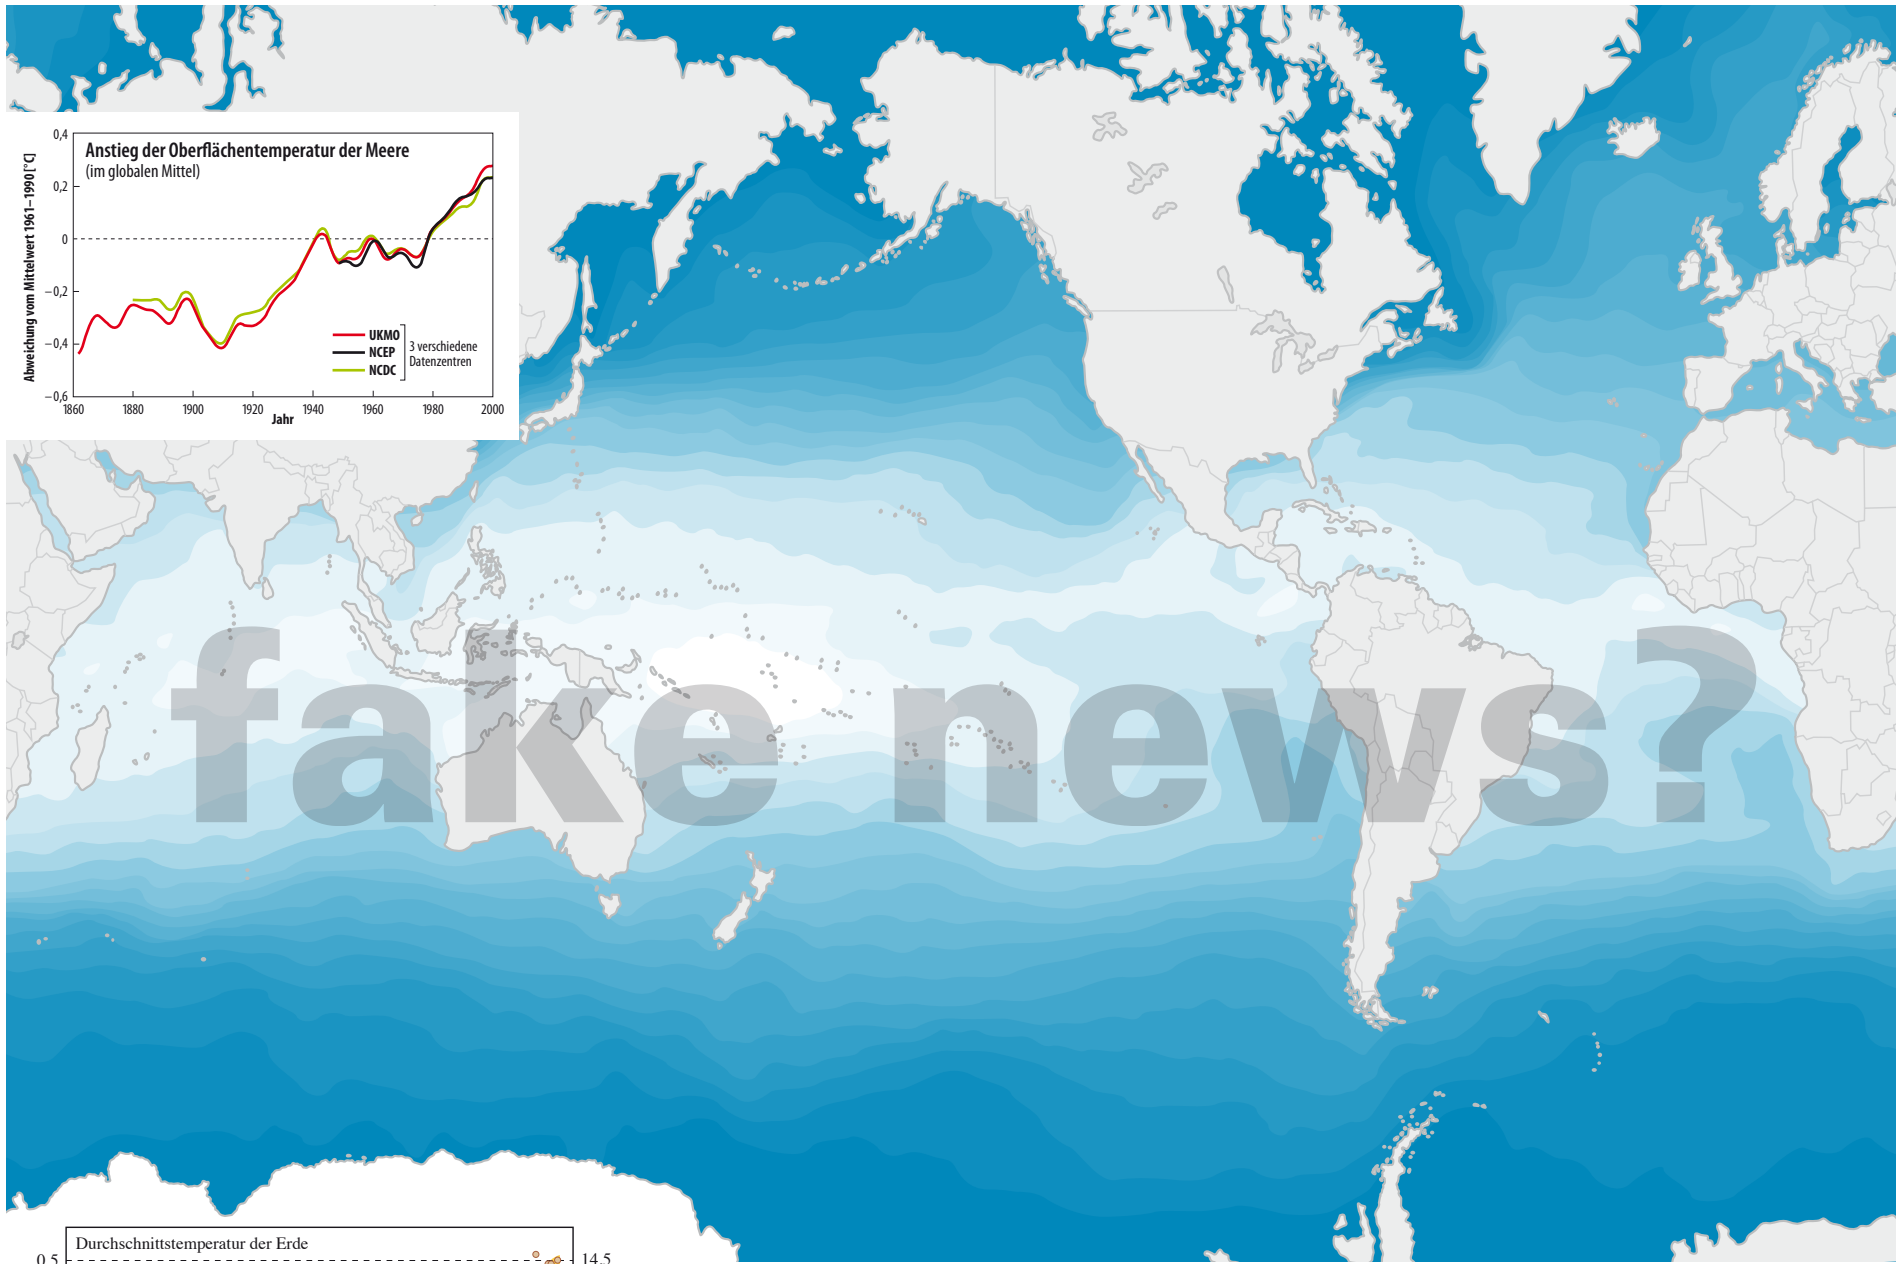 0,4
0,2
0
−0,2
−0,4
−0,6
Abweichung vom Mittelwert 1961–1990 [°C]
Anstieg der Oberflächentemperatur der Meere
(im globalen Mittel)
UKMO
NCEP
NCDC
3 verschiedene
Datenzentren
1860 1880 1900 1920 1940 1960 1980 2000
Jahr
fake news?
Durchschnittstemperatur der Erde
0.5
14.5